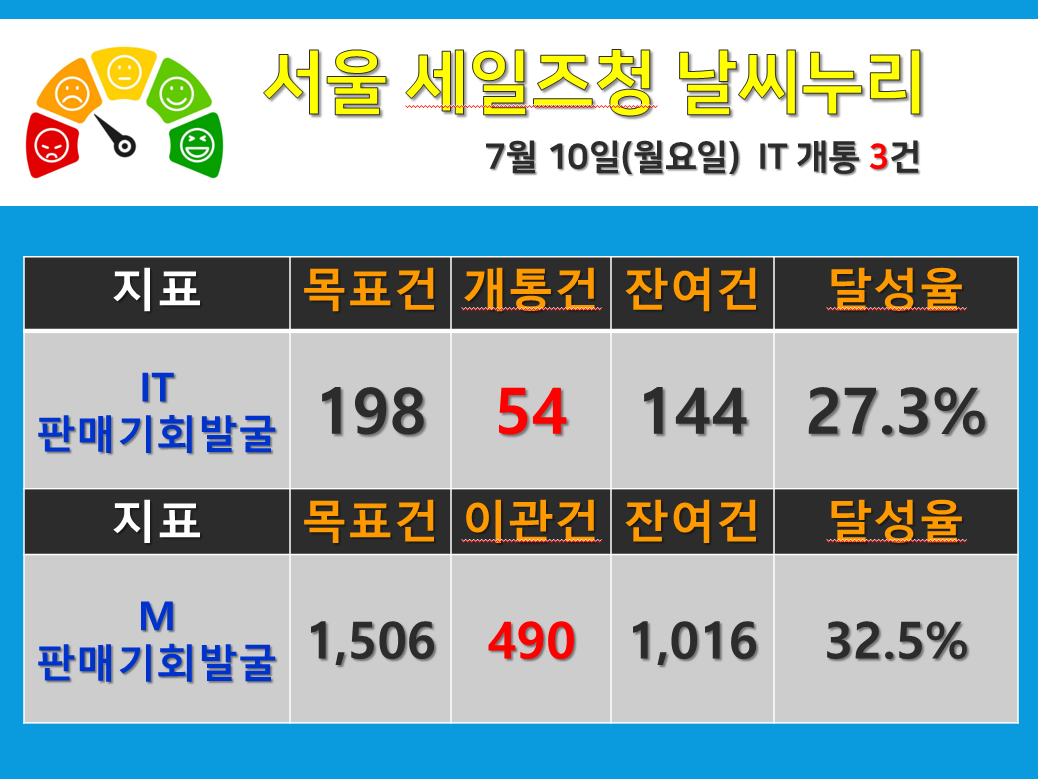 서울 세일즈청 날씨누리
7월 10일(월요일) IT 개통 3건
지표 목표건 개통건 잔여건 달성율
IT
판매기회발굴 198 54 144 27.3%
지표 목표건 이관건 잔여건 달성율
M
판매기회발굴 1,506 490 1,016 32.5%